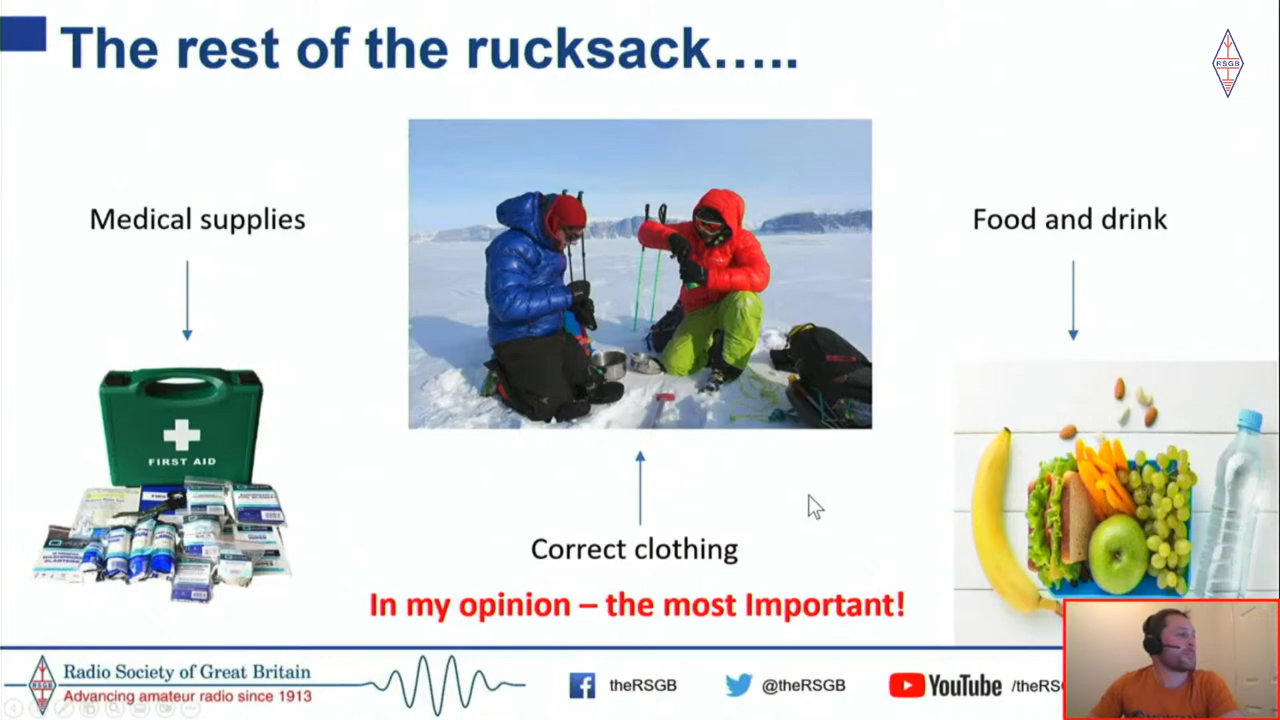 The rest of the rucksack.....
RSGB
Medical supplies
Food and drink
FIRST AID
Correct clothing
In my opinion – the most Important!
RSGB
Radio Society of Great Britain
Advancing amateur radio since 1913
theRSGB
@theRSGB
YouTube
/theRS